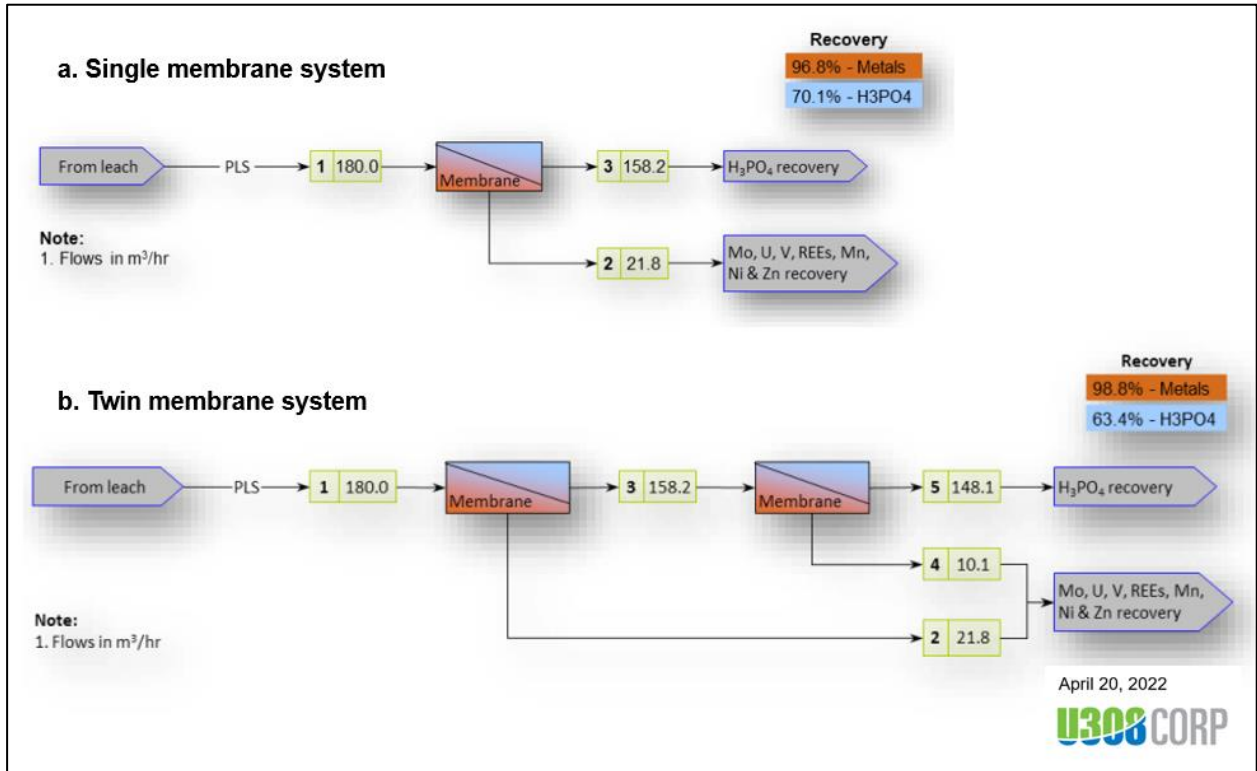 a. Single membrane system
Recovery
96.8% - Metals
70.1% - H3PO4
From leach
PLS
1 180.0
Membrane
3 158.2
H₃PO₄ recovery
2 21.8
Mo, U, V, REEs, Mn,
Ni & Zn recovery
Note:
1. Flows in m³/hr
b. Twin membrane system
Recovery
98.8% - Metals
63.4% - H3PO4
From leach
PLS
1 180.0
Membrane
3 158.2
Membrane
5 148.1
H₃PO₄ recovery
4 10.1
Mo, U, V, REEs, Mn,
Ni & Zn recovery
2 21.8
Note:
1. Flows in m³/hr
April 20, 2022
U308 CORP